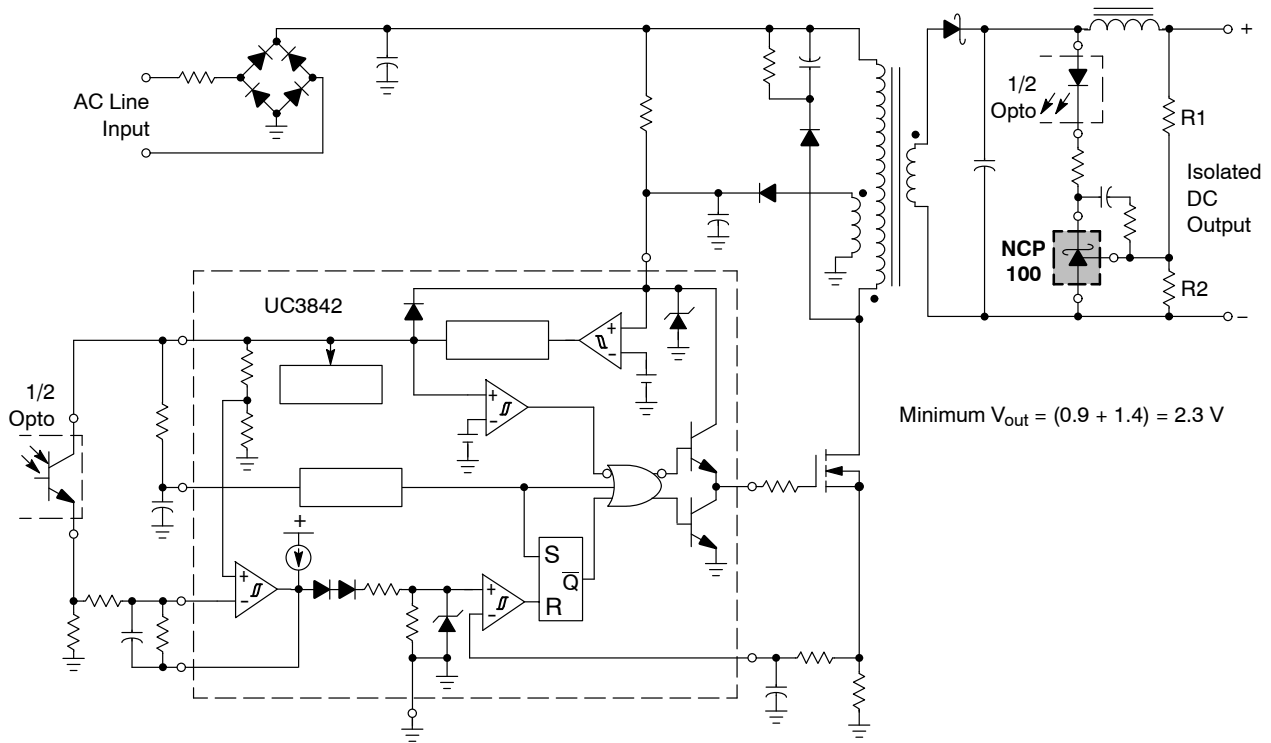 AC Line
Input
1/2
Opto
R1
Isolated
DC
Output
NCP
100
R2
+
−
UC3842
+
−
+
−
1/2
Opto
Minimum Vout = (0.9 + 1.4) = 2.3 V
+
S
Q̅
R
+
−
+
−